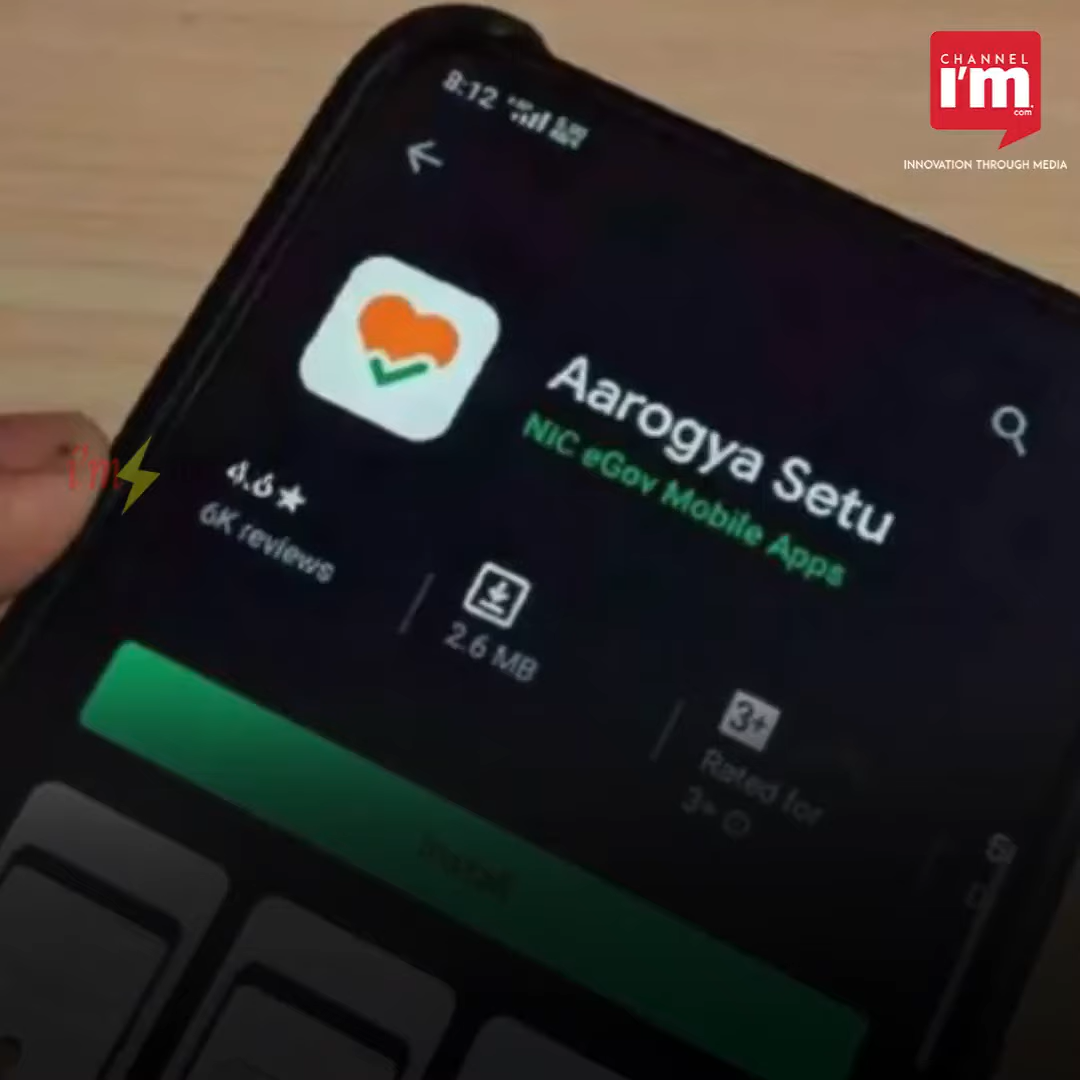 CHANNEL
I'm
.com
INNOVATION THROUGH MEDIA
8:12
Aarogya Setu
NIC eGov Mobile Apps
i'm
4.6★
6K reviews
2.6 MB
3+
Rated for
3+
Install